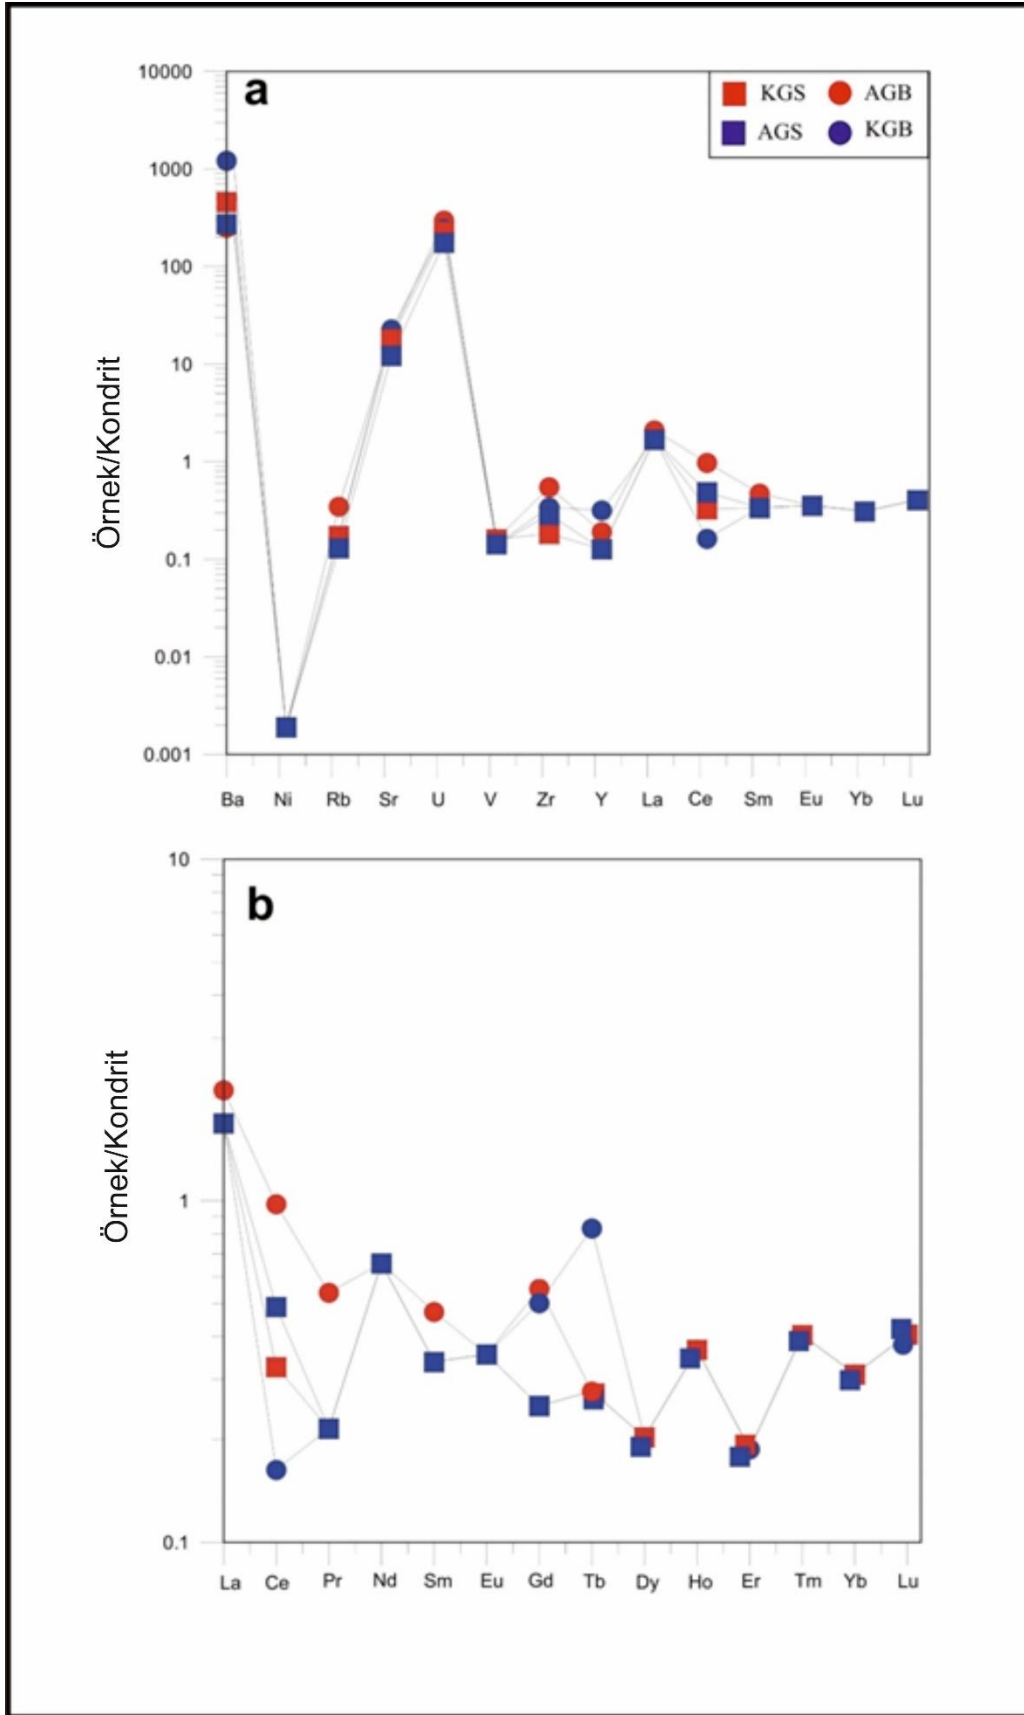 a
KGS AGB
AGS KGB
10000
1000
100
10
1
0.1
0.01
0.001
Örnek/Kondrit
Ba Ni Rb Sr U V Zr Y La Ce Sm Eu Yb Lu
b
10
1
0.1
Örnek/Kondrit
La Ce Pr Nd Sm Eu Gd Tb Dy Ho Er Tm Yb Lu